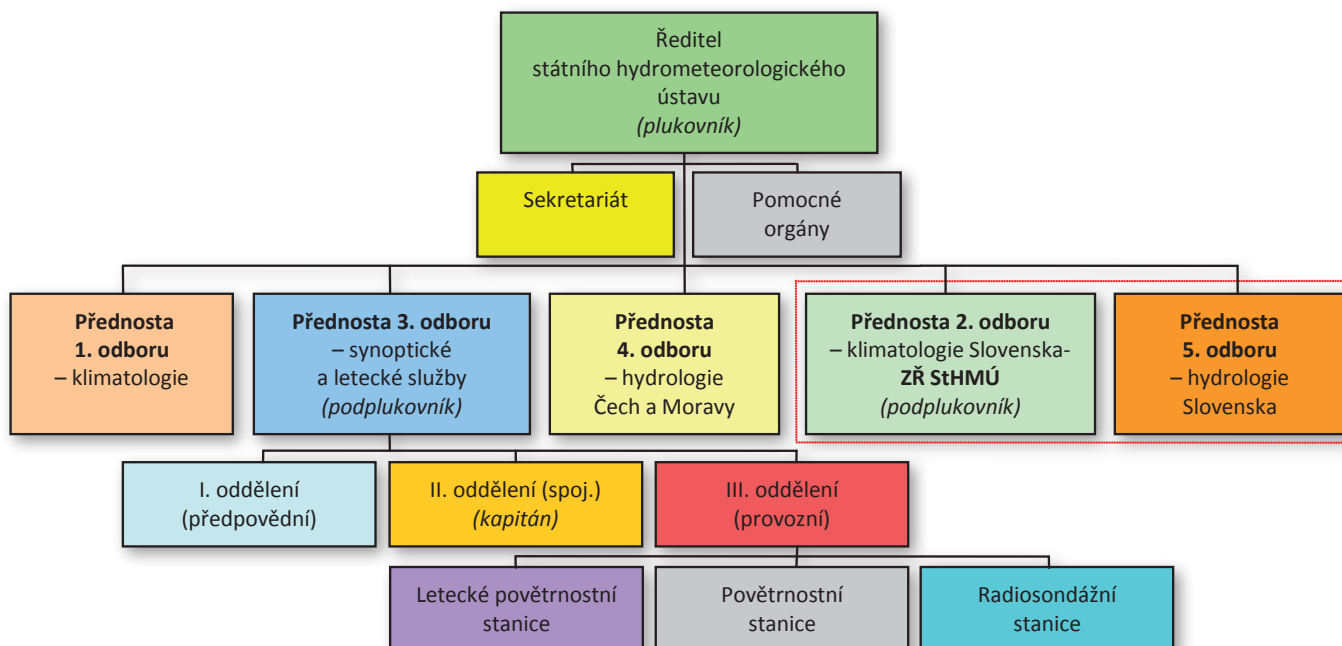 Ředitel
státního hydrometeorologického
ústavu
(plukovník)
Sekretariát
Pomocné
orgány
Přednosta
1. odboru
– klimatologie
Přednosta 3. odboru
– synoptické
a letecké služby
(podplukovník)
Přednosta
4. odboru
– hydrologie
Čech a Moravy
Přednosta 2. odboru
– klimatologie Slovenska-
ZŘ StHMÚ
(podplukovník)
Přednosta
5. odboru
– hydrologie
Slovenska
I. oddělení
(předpovědní)
II. oddělení (spoj.)
(kapitán)
III. oddělení
(provozní)
Letecké povětrnostní
stanice
Povětrnostní
stanice
Radiosondážní
stanice